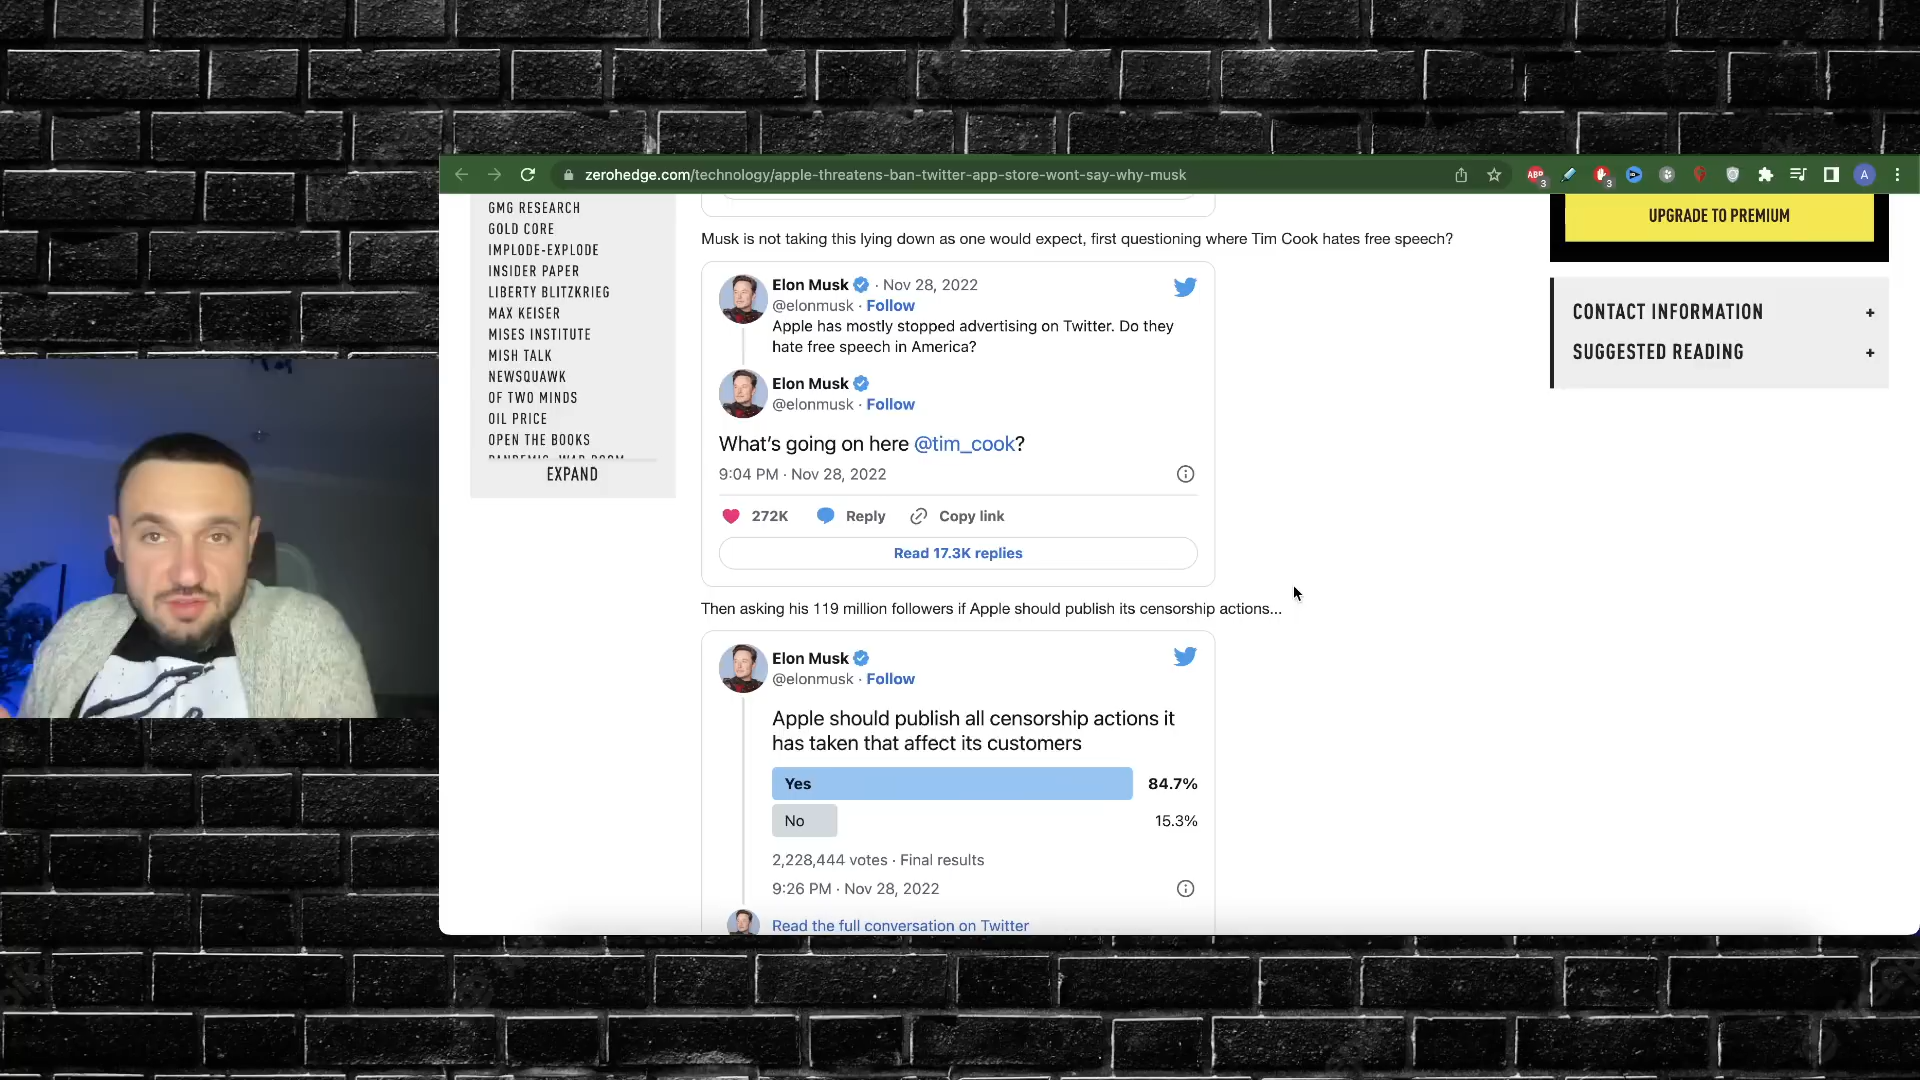 zerohedge.com/technology/apple-threatens-ban-twitter-app-store-wont-say-why-musk
ABP
3
3
A
GMG RESEARCH
GOLD CORE
IMPLODE-EXPLODE
INSIDER PAPER
LIBERTY BLITZKRIEG
MAX KEISER
MISES INSTITUTE
MISH TALK
NEWSQUAWK
OF TWO MINDS
OIL PRICE
OPEN THE BOOKS
PANDEMIC: WAR ROOM
EXPAND
Musk is not taking this lying down as one would expect, first questioning where Tim Cook hates free speech?
Elon Musk · Nov 28, 2022
@elonmusk · Follow
Apple has mostly stopped advertising on Twitter. Do they
hate free speech in America?
Elon Musk
@elonmusk · Follow
What's going on here @tim_cook?
9:04 PM · Nov 28, 2022
272K Reply Copy link
Read 17.3K replies
Then asking his 119 million followers if Apple should publish its censorship actions...
Elon Musk
@elonmusk · Follow
Apple should publish all censorship actions it
has taken that affect its customers
Yes 84.7%
No 15.3%
2,228,444 votes · Final results
9:26 PM · Nov 28, 2022
Read the full conversation on Twitter
UPGRADE TO PREMIUM
CONTACT INFORMATION +
SUGGESTED READING +